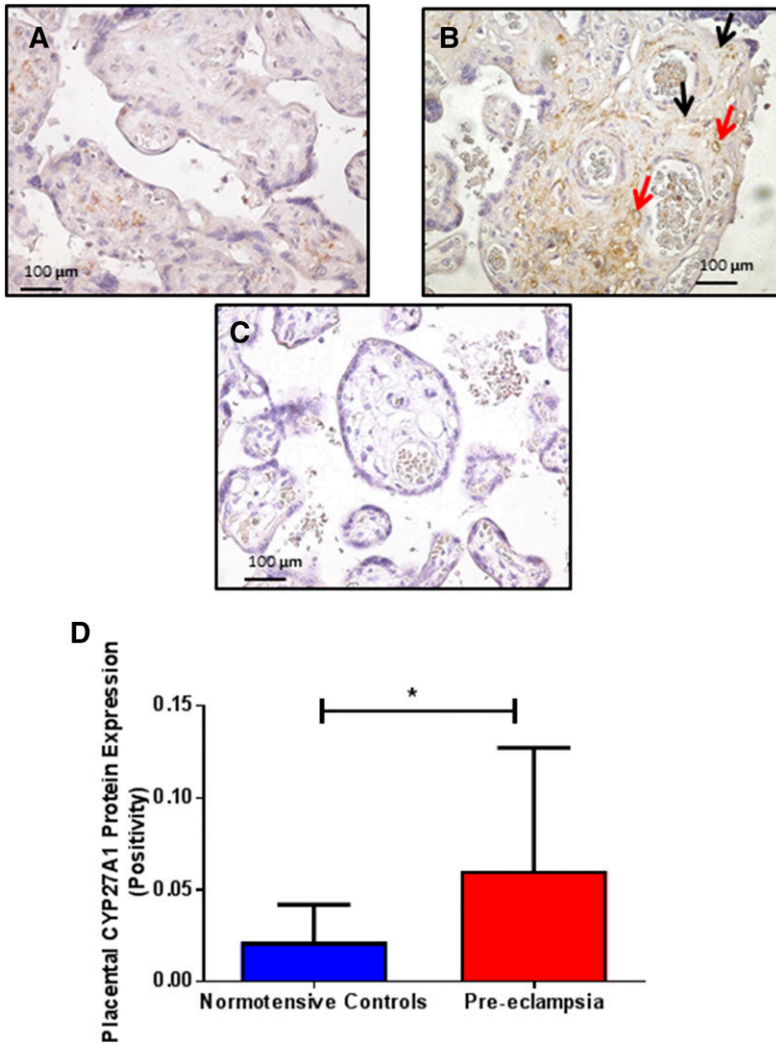 A
100 µm
B
100 µm
C
100 µm
D
Placental CYP27A1 Protein Expression
(Positivity)
0.15
0.10
0.05
0.00
*
Normotensive Controls
Pre-eclampsia